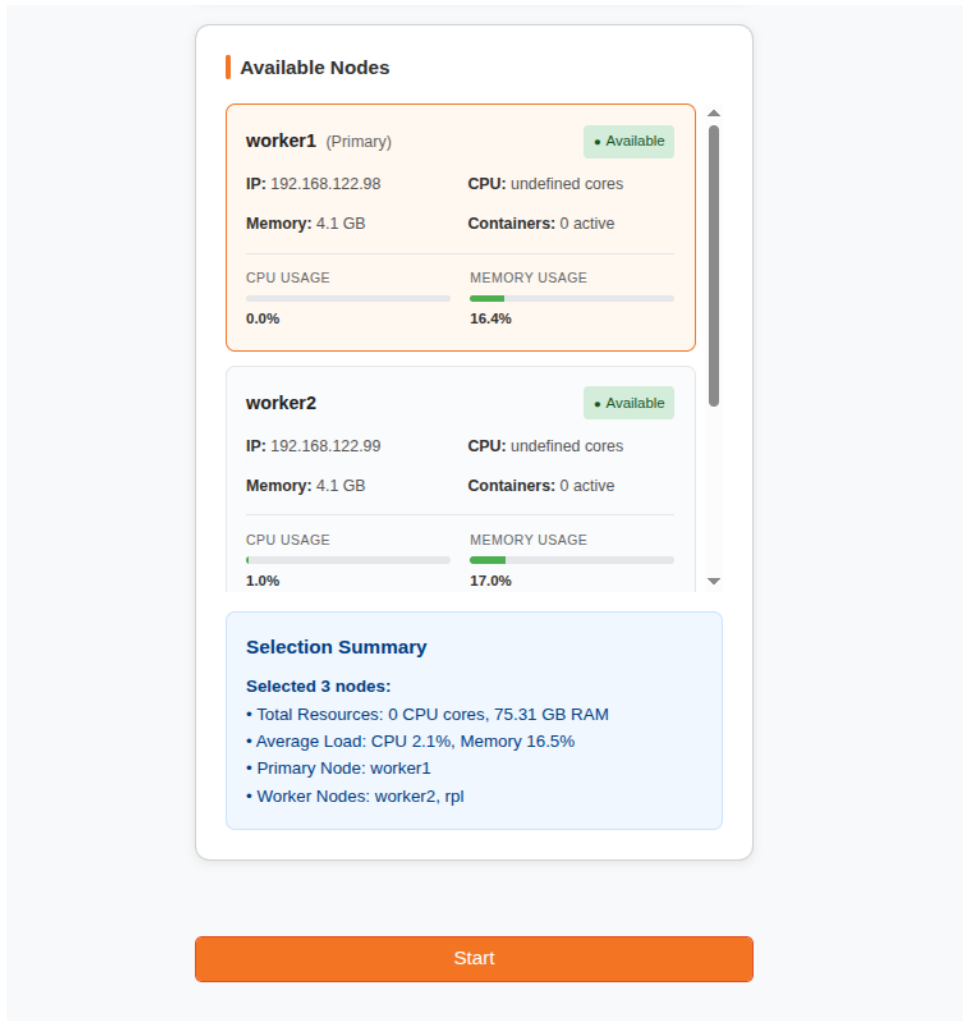 Available Nodes
worker1 (Primary)
• Available
IP: 192.168.122.98
CPU: undefined cores
Memory: 4.1 GB
Containers: 0 active
CPU USAGE
MEMORY USAGE
0.0%
16.4%
worker2
• Available
IP: 192.168.122.99
CPU: undefined cores
Memory: 4.1 GB
Containers: 0 active
CPU USAGE
MEMORY USAGE
1.0%
17.0%
Selection Summary
Selected 3 nodes:
• Total Resources: 0 CPU cores, 75.31 GB RAM
• Average Load: CPU 2.1%, Memory 16.5%
• Primary Node: worker1
• Worker Nodes: worker2, rpl
Start